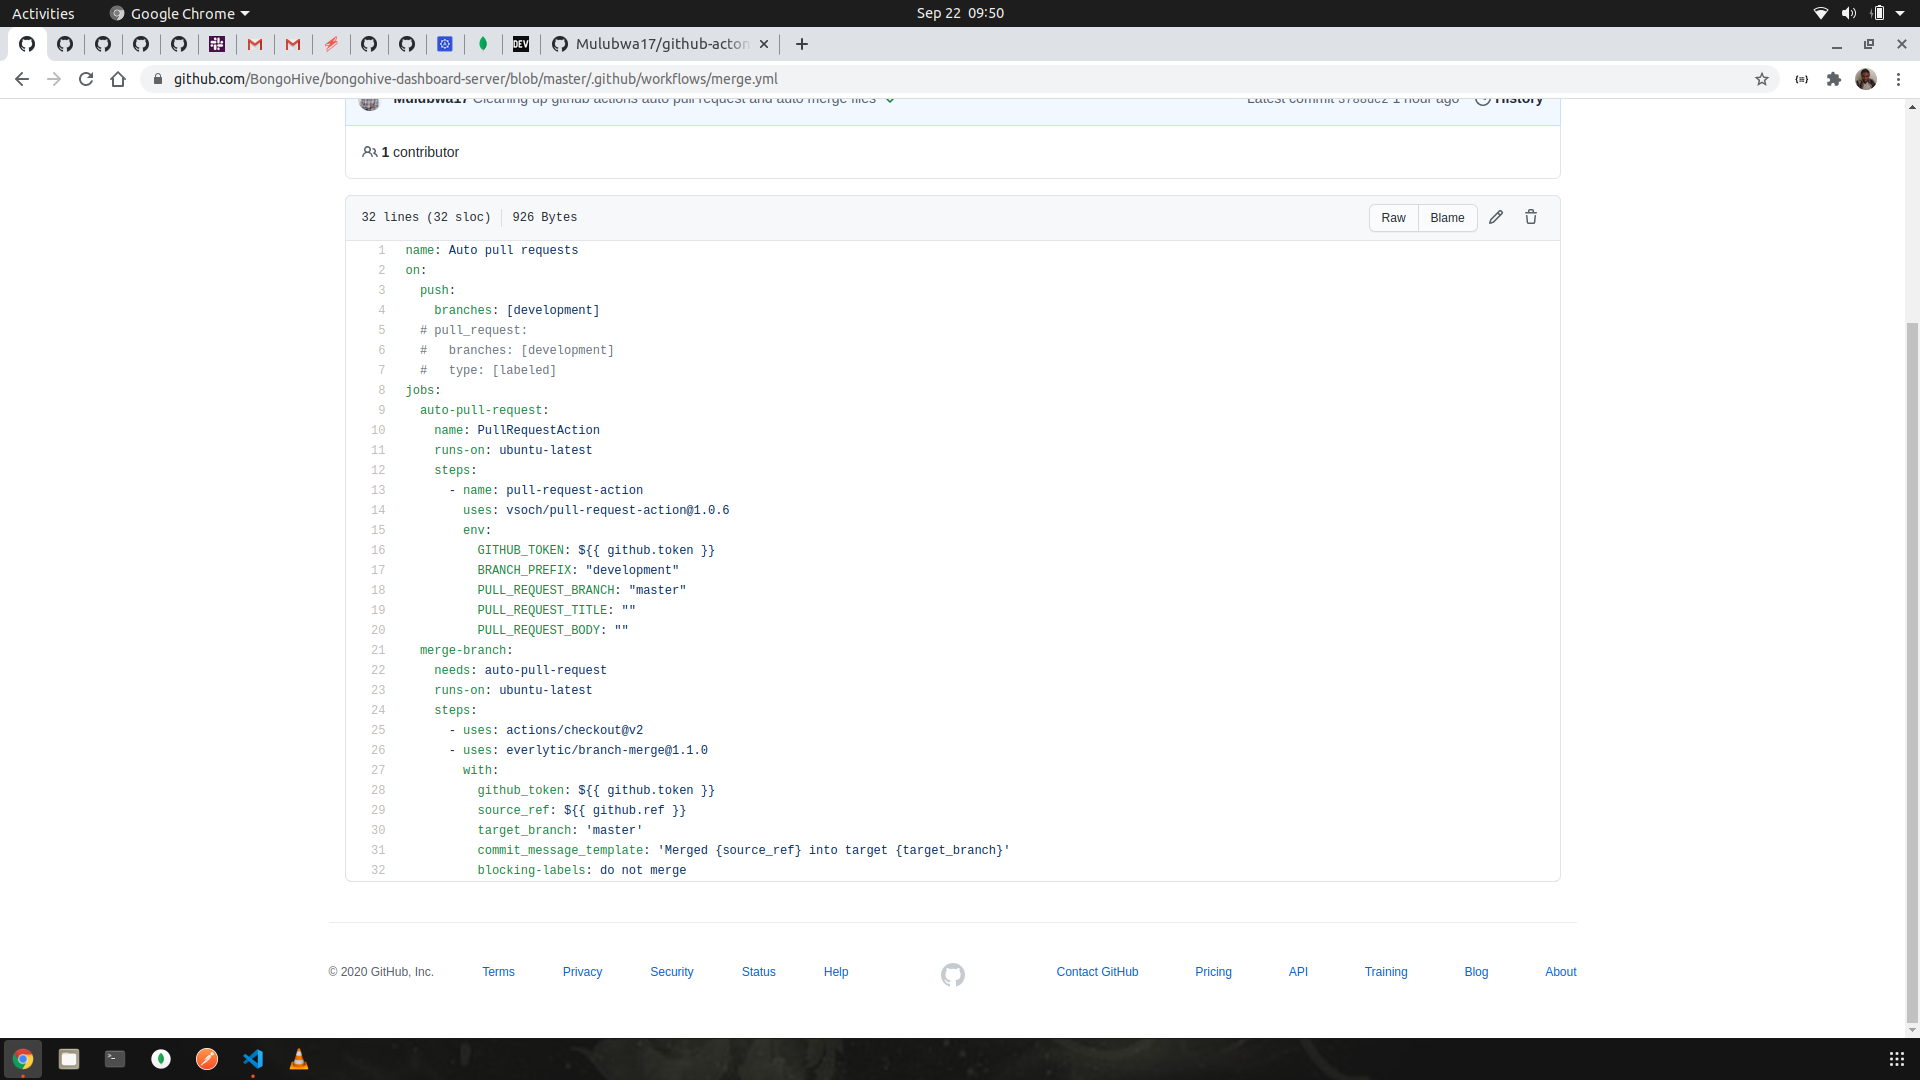 Activities Google Chrome Sep 22 09:50
DEV Mulubwa17/github-acton
github.com/BongoHive/bongohive-dashboard-server/blob/master/.github/workflows/merge.yml
Mulubwa17 Cleaning up github actions auto pull request and auto merge files Latest commit 3788de2 1 hour ago History
1 contributor
32 lines (32 sloc) 926 Bytes Raw Blame
1 name: Auto pull requests
2 on:
3 push:
4 branches: [development]
5 # pull_request:
6 # branches: [development]
7 # type: [labeled]
8 jobs:
9 auto-pull-request:
10 name: PullRequestAction
11 runs-on: ubuntu-latest
12 steps:
13 - name: pull-request-action
14 uses: vsoch/pull-request-action@1.0.6
15 env:
16 GITHUB_TOKEN: ${{ github.token }}
17 BRANCH_PREFIX: "development"
18 PULL_REQUEST_BRANCH: "master"
19 PULL_REQUEST_TITLE: ""
20 PULL_REQUEST_BODY: ""
21 merge-branch:
22 needs: auto-pull-request
23 runs-on: ubuntu-latest
24 steps:
25 - uses: actions/checkout@v2
26 - uses: everlytic/branch-merge@1.1.0
27 with:
28 github_token: ${{ github.token }}
29 source_ref: ${{ github.ref }}
30 target_branch: 'master'
31 commit_message_template: 'Merged {source_ref} into target {target_branch}'
32 blocking-labels: do not merge
© 2020 GitHub, Inc. Terms Privacy Security Status Help Contact GitHub Pricing API Training Blog About